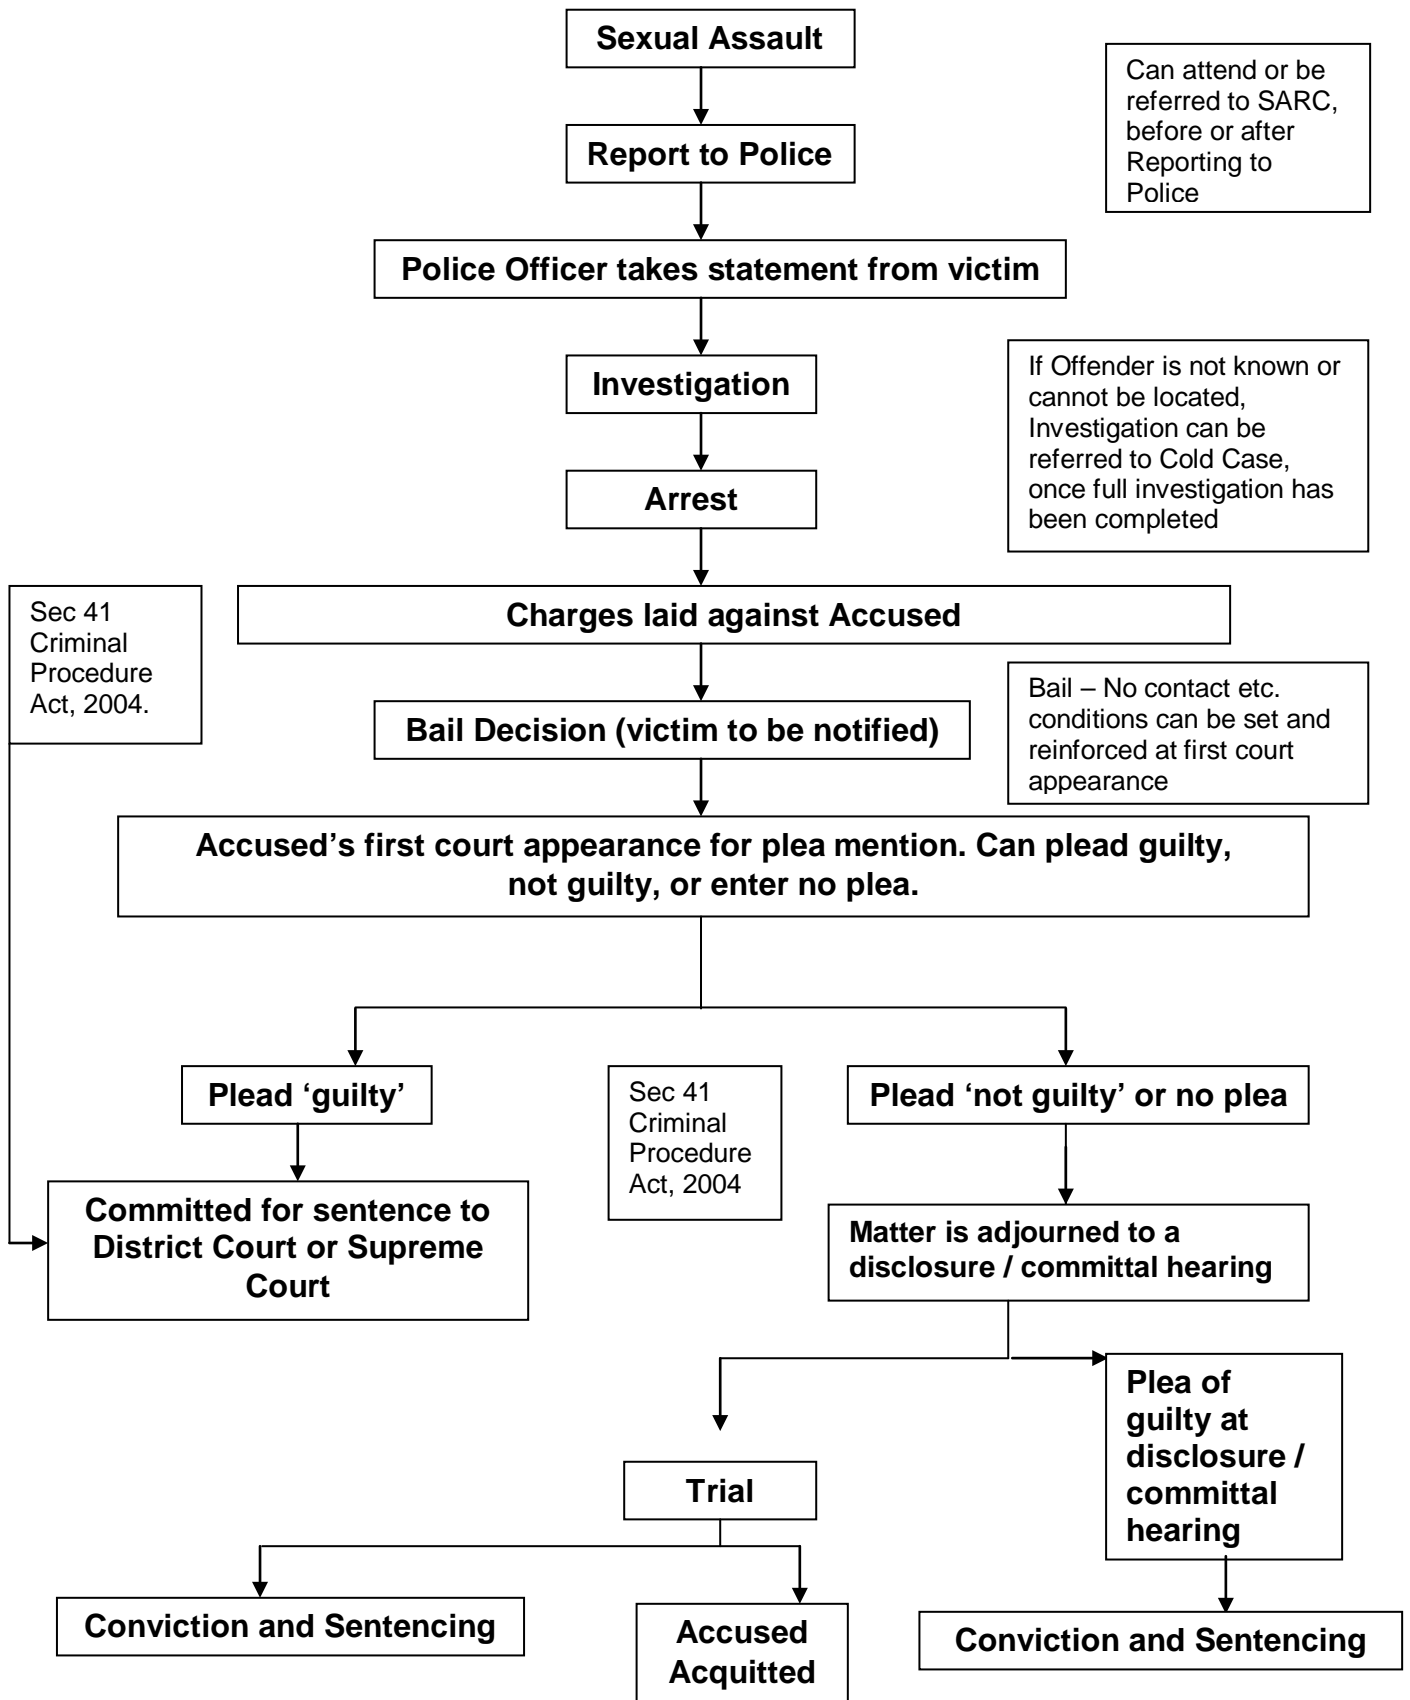 Sexual Assault
Can attend or be
referred to SARC,
before or after
Reporting to
Police
Report to Police
Police Officer takes statement from victim
Investigation
If Offender is not known or
cannot be located,
Investigation can be
referred to Cold Case,
once full investigation has
been completed
Arrest
Sec 41
Criminal
Procedure
Act, 2004.
Charges laid against Accused
Bail Decision (victim to be notified)
Bail – No contact etc.
conditions can be set and
reinforced at first court
appearance
Accused’s first court appearance for plea mention. Can plead guilty,
not guilty, or enter no plea.
Plead ‘guilty’
Sec 41
Criminal
Procedure
Act, 2004
Plead ‘not guilty’ or no plea
Committed for sentence to
District Court or Supreme
Court
Matter is adjourned to a
disclosure / committal hearing
Plea of
guilty at
disclosure /
committal
hearing
Trial
Conviction and Sentencing
Accused
Acquitted
Conviction and Sentencing